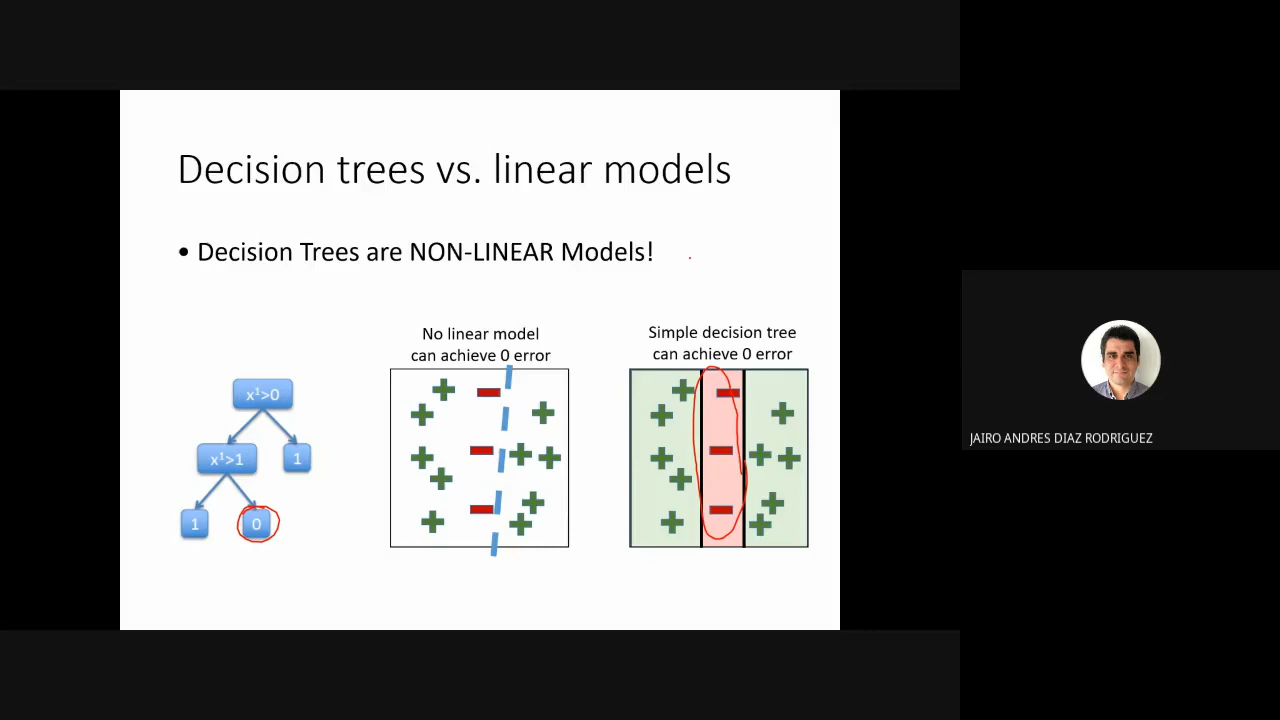 Decision trees vs. linear models
• Decision Trees are NON-LINEAR Models!
No linear model
can achieve 0 error
Simple decision tree
can achieve 0 error
x¹>0
x¹>1
1
1
0
JAIRO ANDRES DIAZ RODRIGUEZ